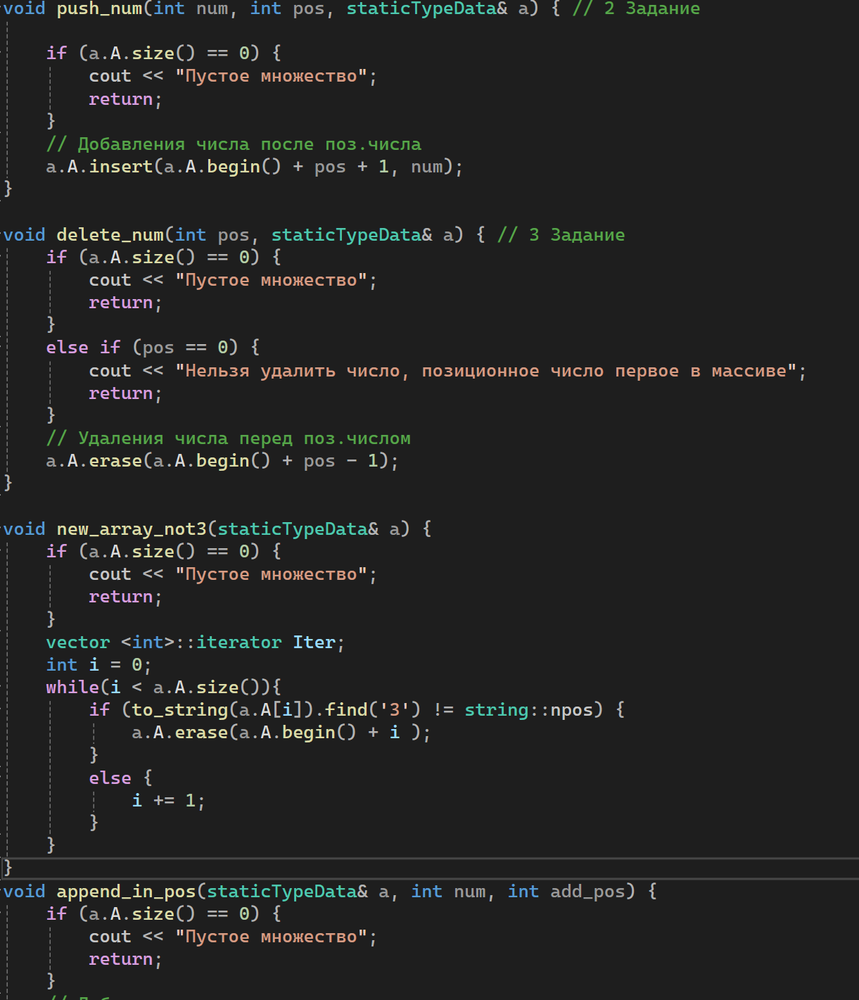 void push_num(int num, int pos, staticTypeData& a) { // 2 Задание
if (a.A.size() == 0) {
cout << "Пустое множество";
return;
}
// Добавления числа после поз.числа
a.A.insert(a.A.begin() + pos + 1, num);
}
void delete_num(int pos, staticTypeData& a) { // 3 Задание
if (a.A.size() == 0) {
cout << "Пустое множество";
return;
}
else if (pos == 0) {
cout << "Нельзя удалить число, позиционное число первое в массиве";
return;
}
// Удаления числа перед поз.числом
a.A.erase(a.A.begin() + pos - 1);
}
void new_array_not3(staticTypeData& a) {
if (a.A.size() == 0) {
cout << "Пустое множество";
return;
}
vector <int>::iterator Iter;
int i = 0;
while(i < a.A.size()){
if (to_string(a.A[i]).find('3') != string::npos) {
a.A.erase(a.A.begin() + i );
}
else {
i += 1;
}
}
}
void append_in_pos(staticTypeData& a, int num, int add_pos) {
if (a.A.size() == 0) {
cout << "Пустое множество";
return;
}